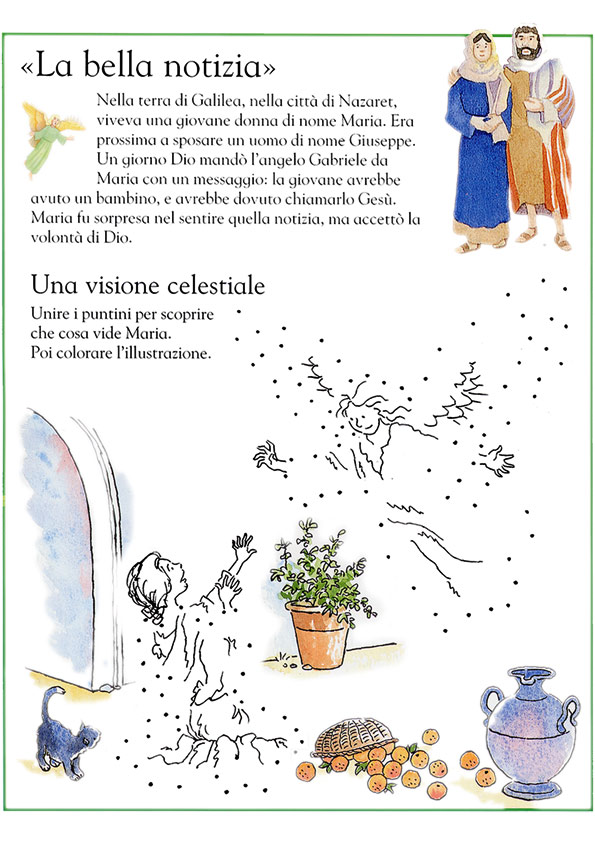 «La bella notizia»
Nella terra di Galilea, nella città di Nazaret,
viveva una giovane donna di nome Maria. Era
prossima a sposare un uomo di nome Giuseppe.
Un giorno Dio mandò l'angelo Gabriele da
Maria con un messaggio: la giovane avrebbe
avuto un bambino, e avrebbe dovuto chiamarlo Gesù.
Maria fu sorpresa nel sentire quella notizia, ma accettò la
volontà di Dio.
Una visione celestiale
Unire i puntini per scoprire
che cosa vide Maria.
Poi colorare l'illustrazione.